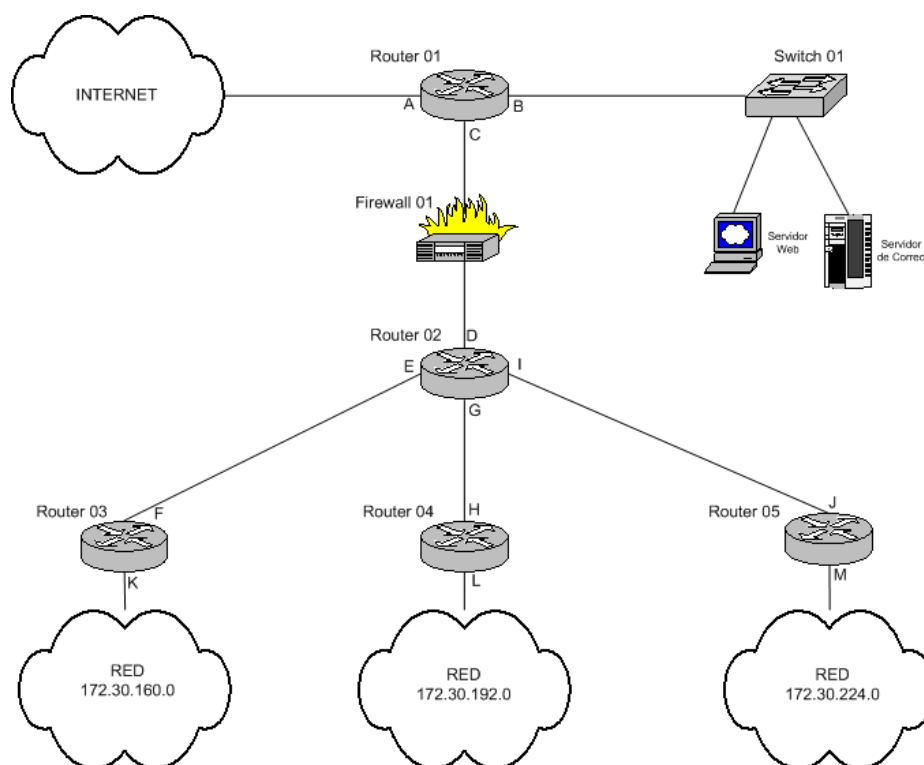 Router 01
Switch 01
INTERNET
A
B
C
Firewall 01
Servidor
Web
Servidor
de Correo
Router 02
D
E
I
G
Router 03
F
Router 04
H
Router 05
J
K
L
M
RED
172.30.160.0
RED
172.30.192.0
RED
172.30.224.0